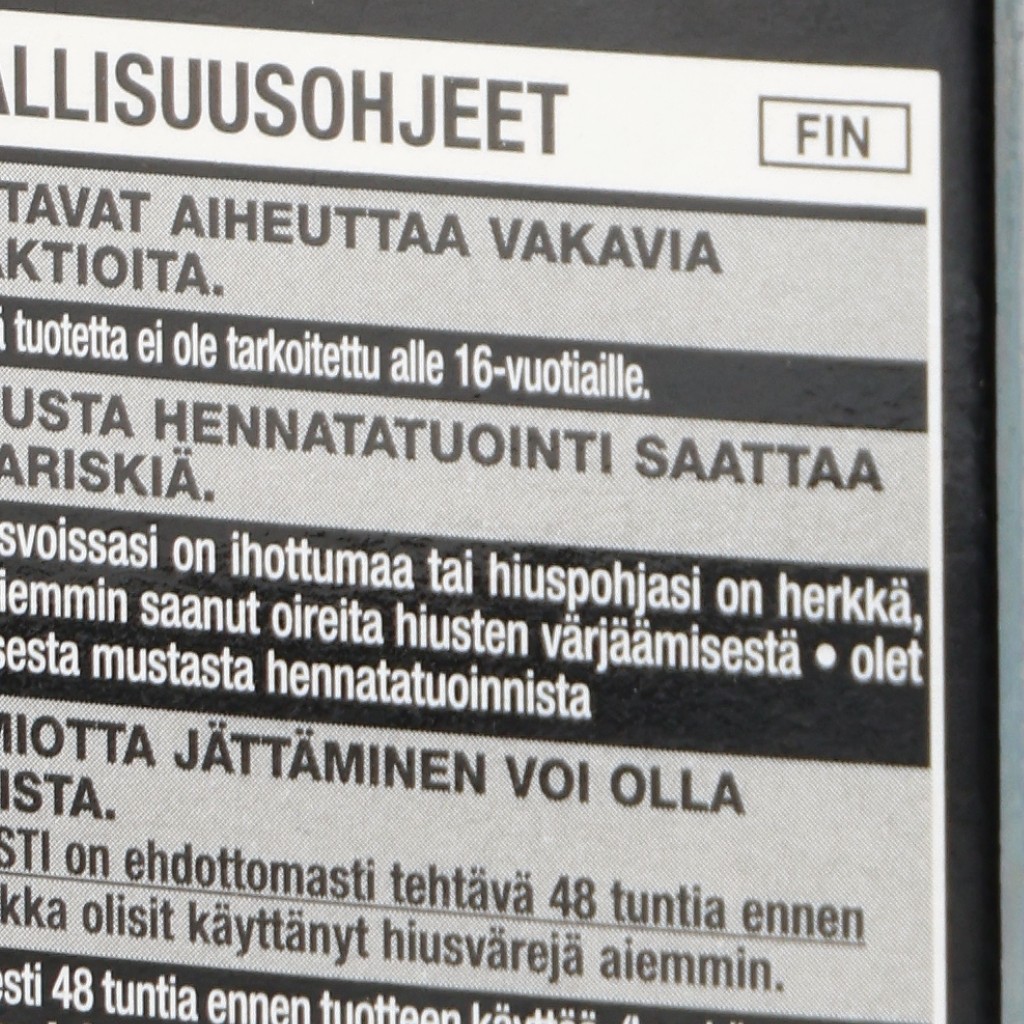 ALLISUUSOHJEET FIN
TAVAT AIHEUTTAA VAKAVIA
AKTIOITA.
ä tuotetta ei ole tarkoitettu alle 16-vuotiaille.
USTA HENNATATUOINTI SAATTAA
ARISKIÄ.
svoissasi on ihottumaa tai hiuspohjasi on herkkä,
iemmin saanut oireita hiusten värjäämisestä • olet
sesta mustasta hennatatuoinnista
MIOTTA JÄTTÄMINEN VOI OLLA
ISTA.
STI on ehdottomasti tehtävä 48 tuntia ennen
kka olisit käyttänyt hiusvärejä aiemmin.
esti 48 tuntia ennen tuotteen